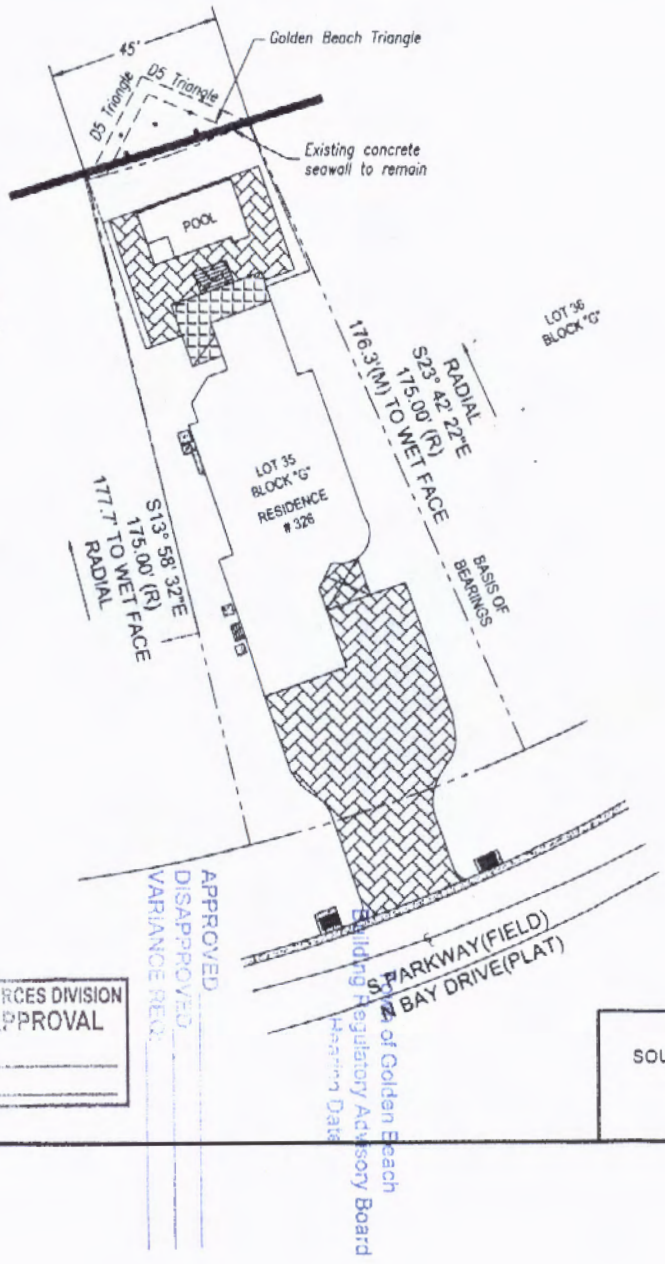 45'
Golden Beach Triangle
D5 Triangle
D5 Triangle
Existing concrete
seawall to remain
POOL
LOT 36
BLOCK "G"
RADIAL
S23° 42' 22"E
175.00' (R)
176.3'(M) TO WET FACE
LOT 35
BLOCK "G"
RESIDENCE
# 326
S13° 58' 32"E
175.00' (R)
177.7' TO WET FACE
RADIAL
BASIS OF
BEARINGS
S PARKWAY(FIELD)
N BAY DRIVE(PLAT)
of Golden Beach
Building Regulatory Advisory Board
Hearing Date
APPROVED
DISAPPROVED
VARIANCE REQ:
RCES DIVISION
APPROVAL
SOU